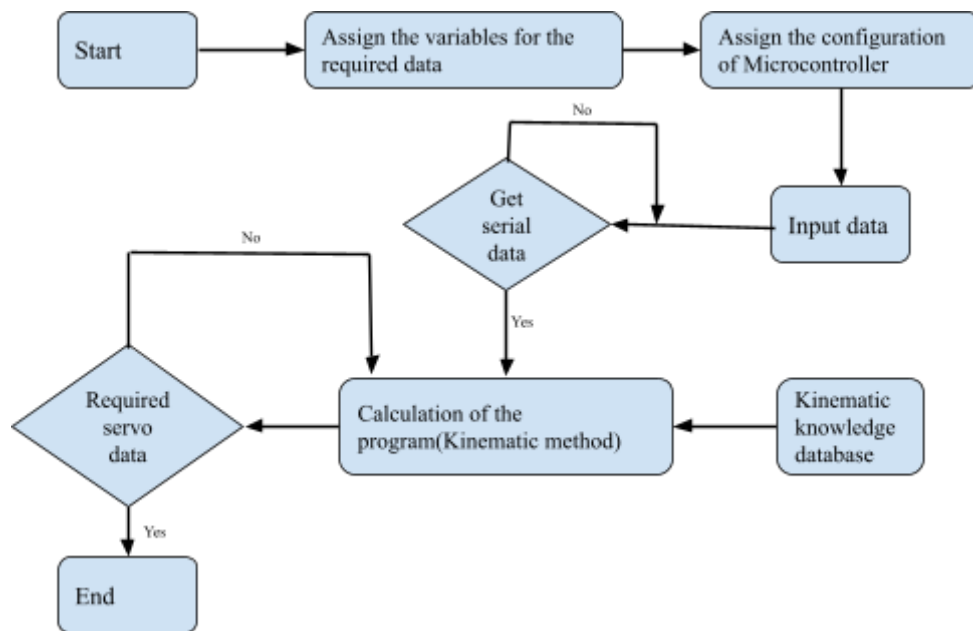 Start
Assign the variables for the
required data
Assign the configuration
of Microcontroller
No
Get
serial
data
Input data
No
Yes
Required
servo
data
Calculation of the
program(Kinematic method)
Kinematic
knowledge
database
Yes
End